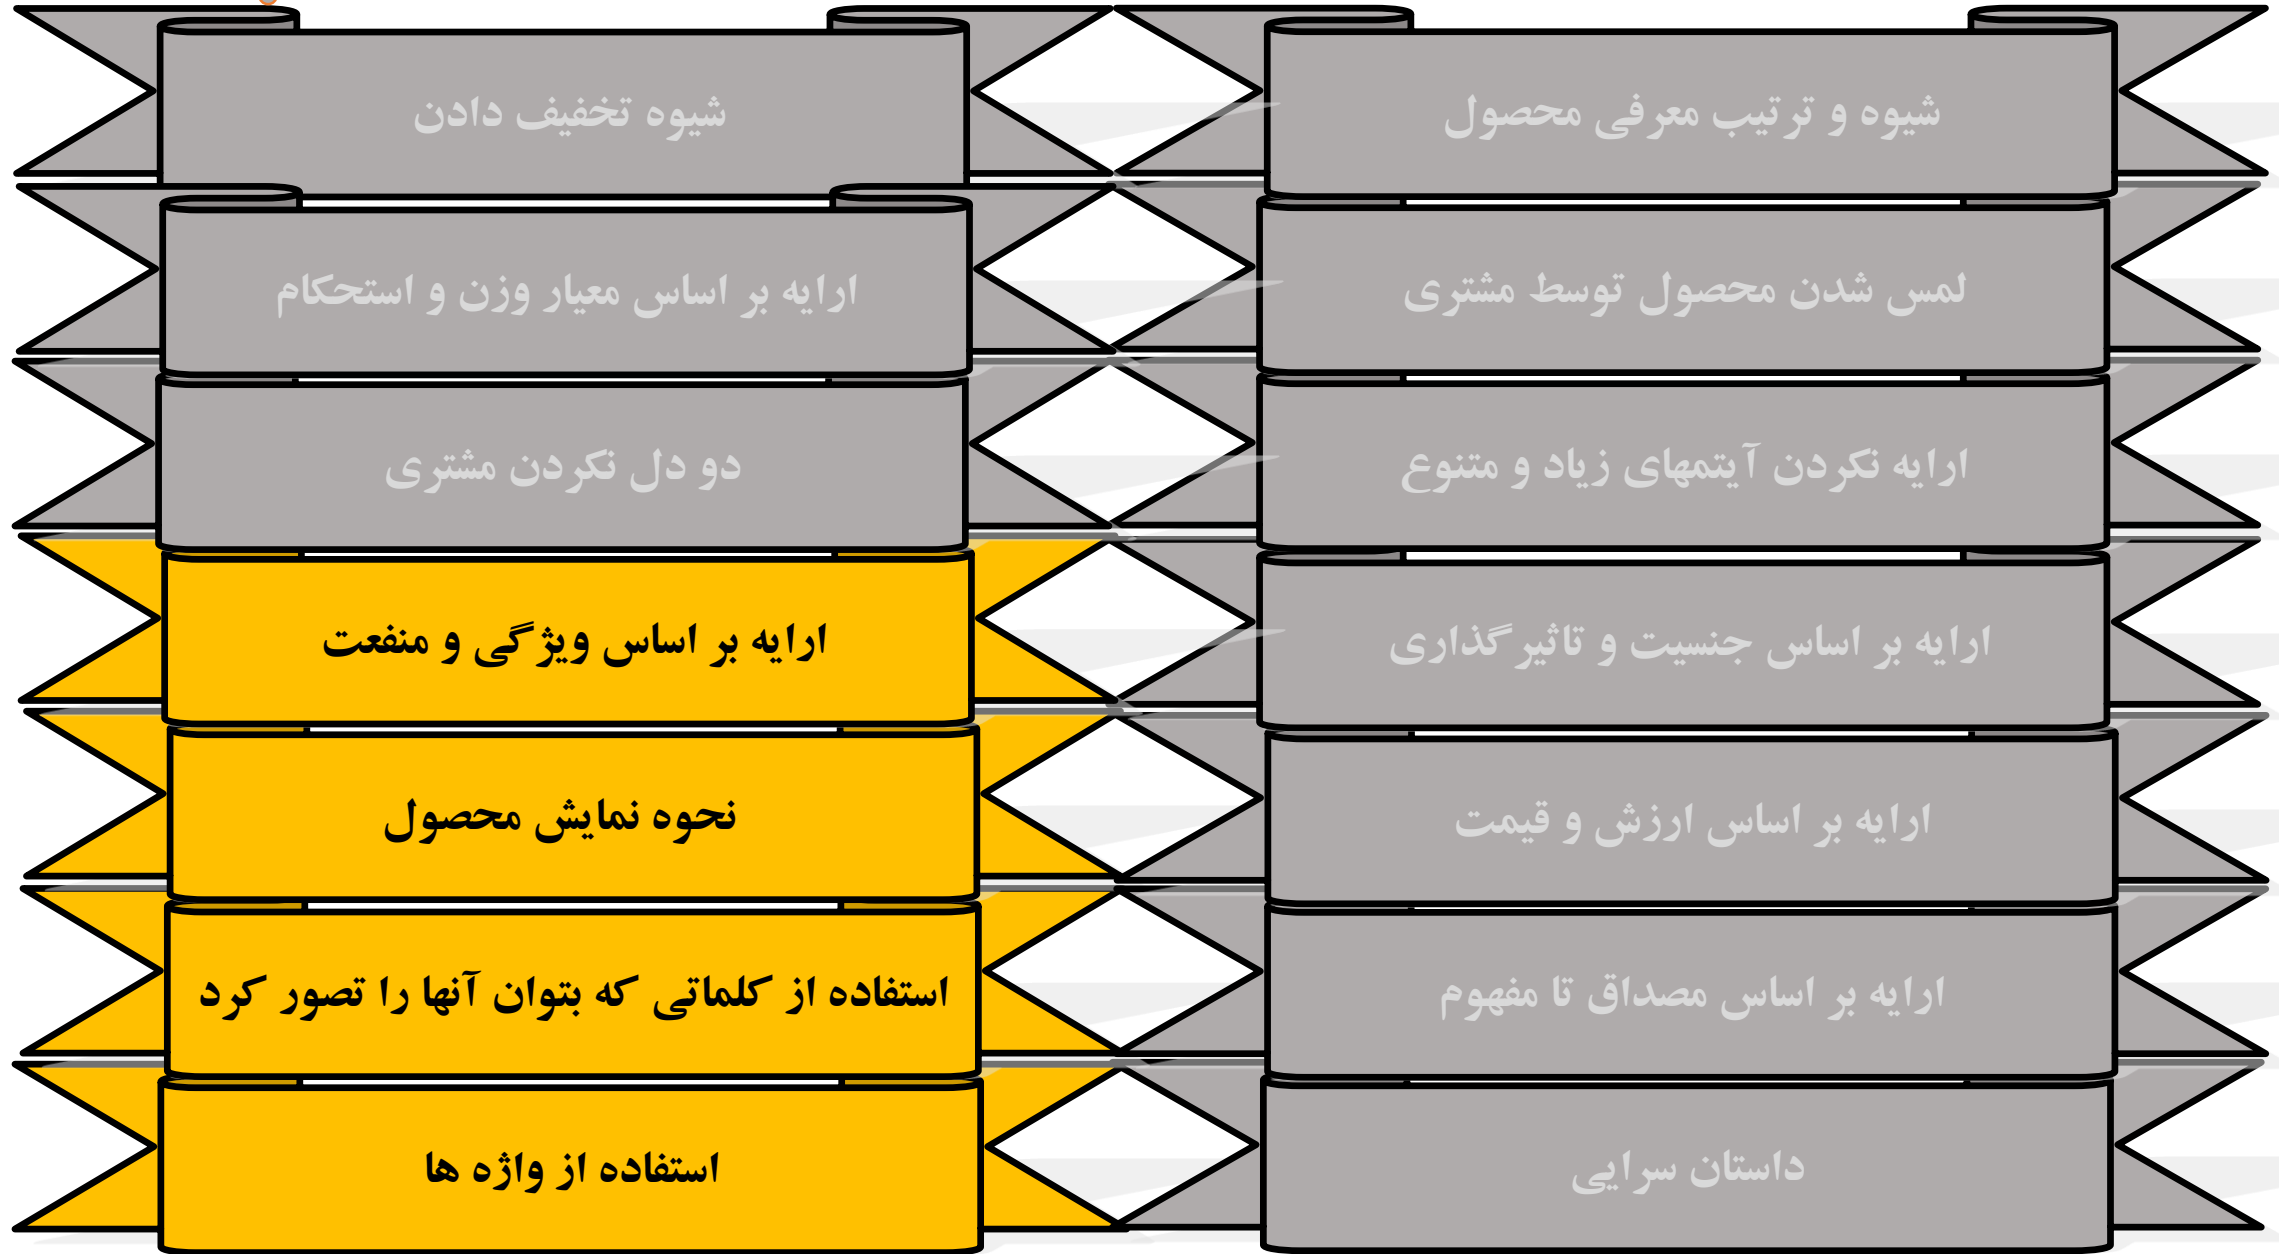 شیوه و ترتیب معرفی محصول
لمس شدن محصول توسط مشتری
ارایه نکردن آیتمهای زیاد و متنوع
ارایه بر اساس جنسیت و تاثیرگذاری
ارایه بر اساس ارزش و قیمت
ارایه بر اساس مصداق تا مفهوم
داستان سرایی
شیوه تخفیف دادن
ارایه بر اساس معیار وزن و استحکام
دو دل نکردن مشتری
ارایه بر اساس ویژگی و منفعت
نحوه نمایش محصول
استفاده از کلماتی که بتوان آنها را تصور کرد
استفاده از واژه ها